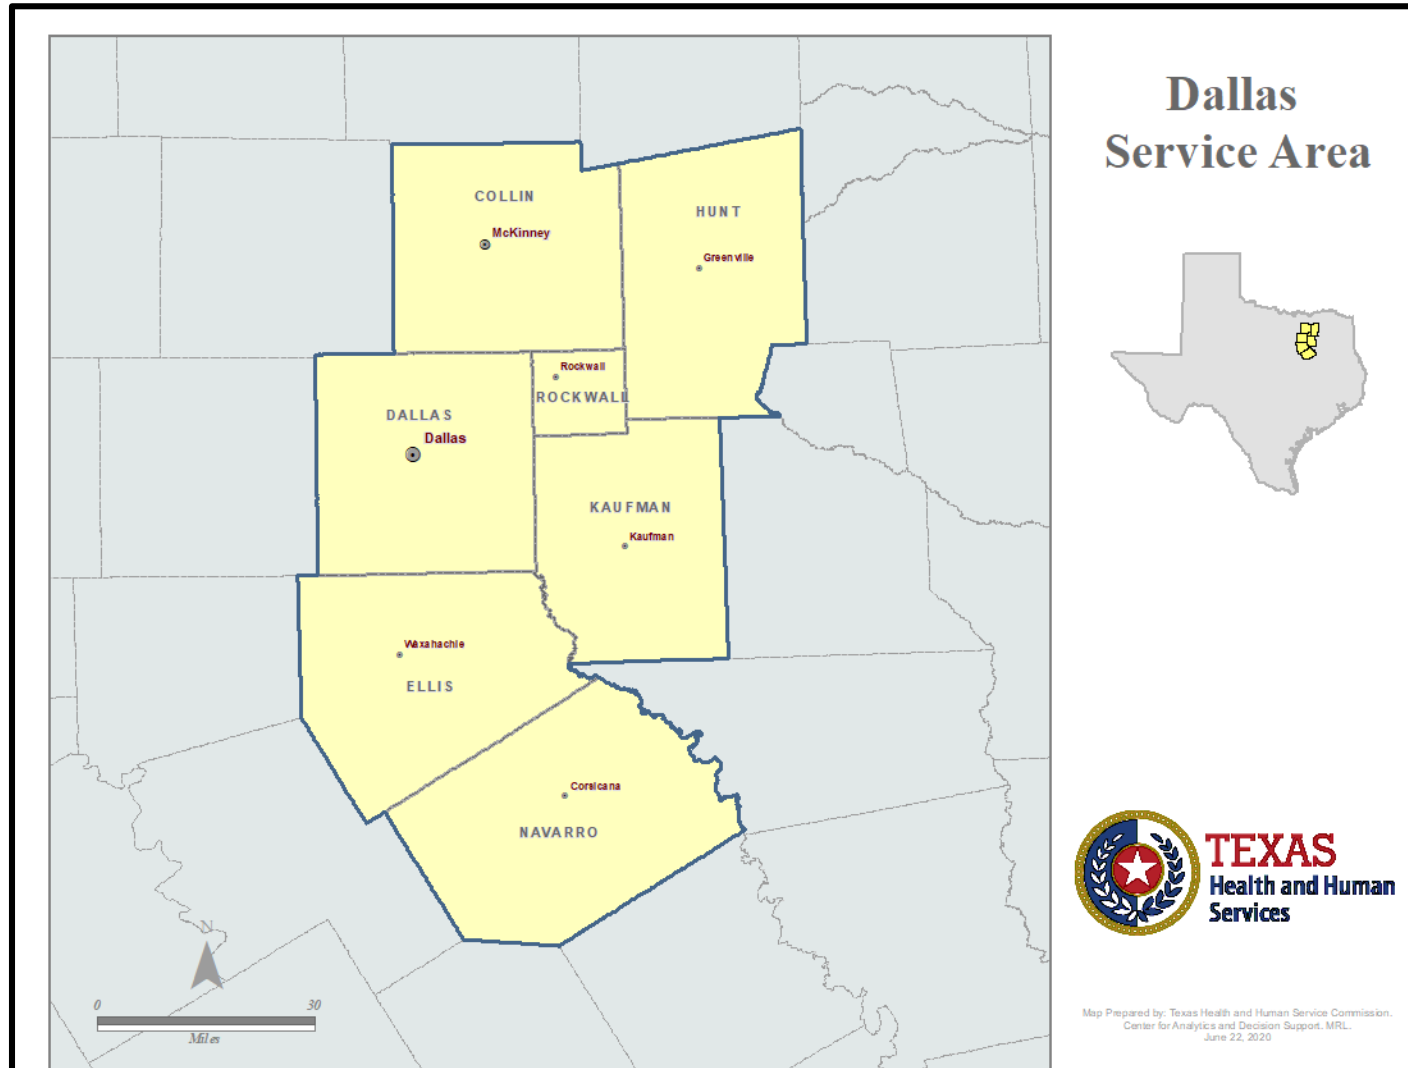 Dallas
Service Area
COLLIN
McKinney
HUNT
Greenville
Rockwall
ROCKWALL
DALLAS
Dallas
KAUFMAN
Kaufman
Waxahachie
ELLIS
Corsicana
NAVARRO
N
0 30
Miles
TEXAS
Health and Human
Services
Map Prepared by: Texas Health and Human Service Commission.
Center for Analytics and Decision Support. MRL.
June 22, 2020